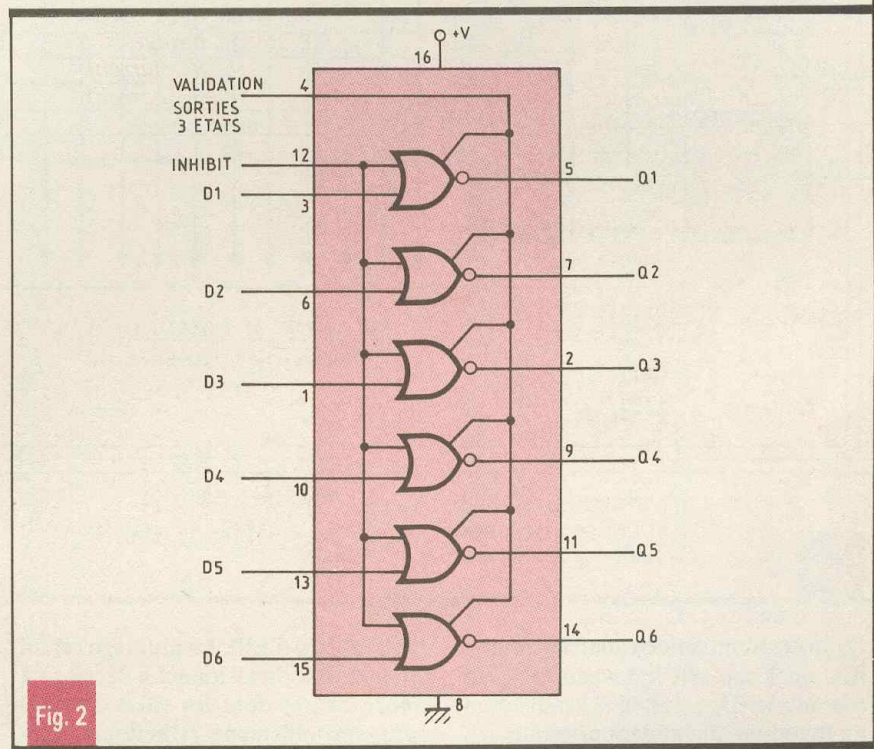 +V
16
VALIDATION 4
SORTIES
3 ETATS
INHIBIT 12
5 Q1
D1 3
7 Q2
D2 6
2 Q3
D3 1
9 Q4
D4 10
11 Q5
D5 13
14 Q6
D6 15
8
Fig. 2